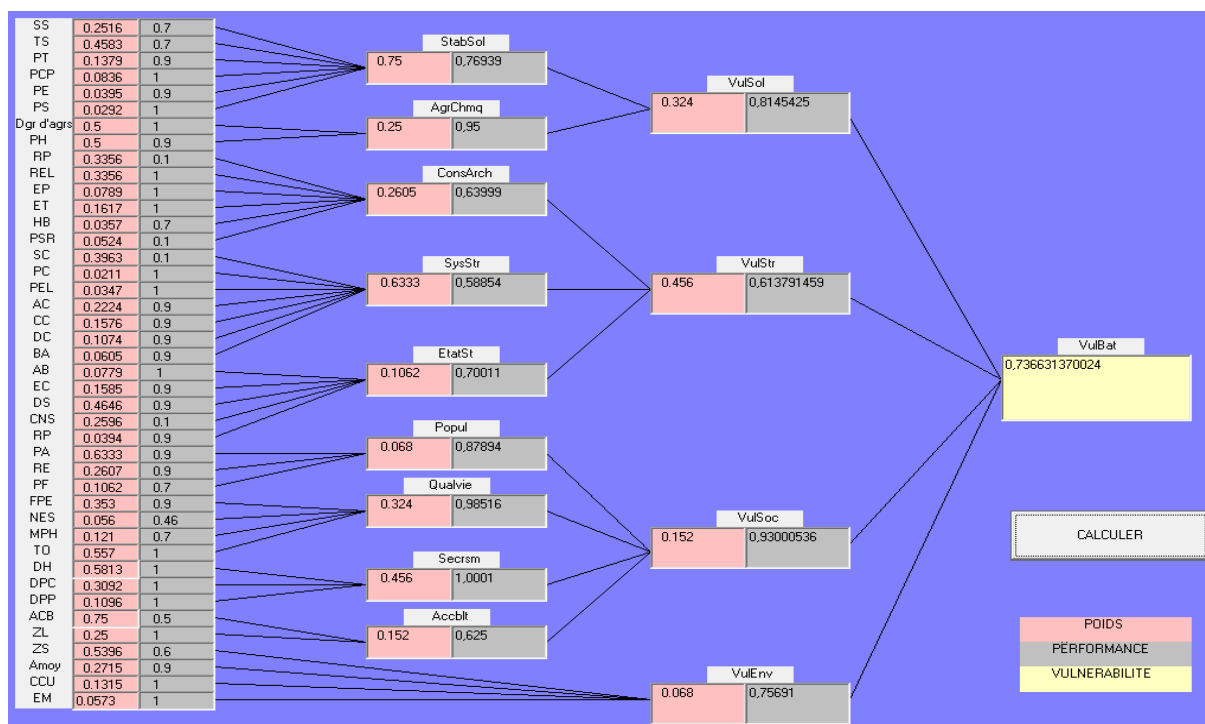 SS 0.2516 0.7
TS 0.4583 0.7
PT 0.1379 0.9
PCP 0.0836 1
PE 0.0395 0.9
PS 0.0292 1
Dgr d'agrs 0.5 1
PH 0.5 0.9
RP 0.3356 0.1
REL 0.3356 1
EP 0.0789 1
ET 0.1617 1
HB 0.0357 0.7
PSR 0.0524 0.1
SC 0.3963 0.1
PC 0.0211 1
PEL 0.0347 1
AC 0.2224 0.9
CC 0.1576 0.9
DC 0.1074 0.9
BA 0.0605 0.9
AB 0.0779 1
EC 0.1585 0.9
DS 0.4646 0.9
CNS 0.2596 0.1
RP 0.0394 0.9
PA 0.6333 0.9
RE 0.2607 0.9
PF 0.1062 0.7
FPE 0.353 0.9
NES 0.056 0.46
MPH 0.121 0.7
TO 0.557 1
DH 0.5813 1
DPC 0.3092 1
DPP 0.1096 1
ACB 0.75 0.5
ZL 0.25 1
ZS 0.5396 0.6
Amoy 0.2715 0.9
CCU 0.1315 1
EM 0.0573 1
StabSol
0.75 0,76939
AgrChmq
0.25 0,95
ConsArch
0.2605 0,63999
SysStr
0.6333 0,58854
EtatSt
0.1062 0,70011
Popul
0.068 0,87894
Qualvie
0.324 0,98516
Secrsm
0.456 1,0001
Accblt
0.152 0,625
VulSol
0.324 0,8145425
VulStr
0.456 0,613791459
VulSoc
0.152 0,93000536
VulEnv
0.068 0,75691
VulBat
0,736631370024
CALCULER
POIDS
PËRFORMANCE
VULNERABILITE